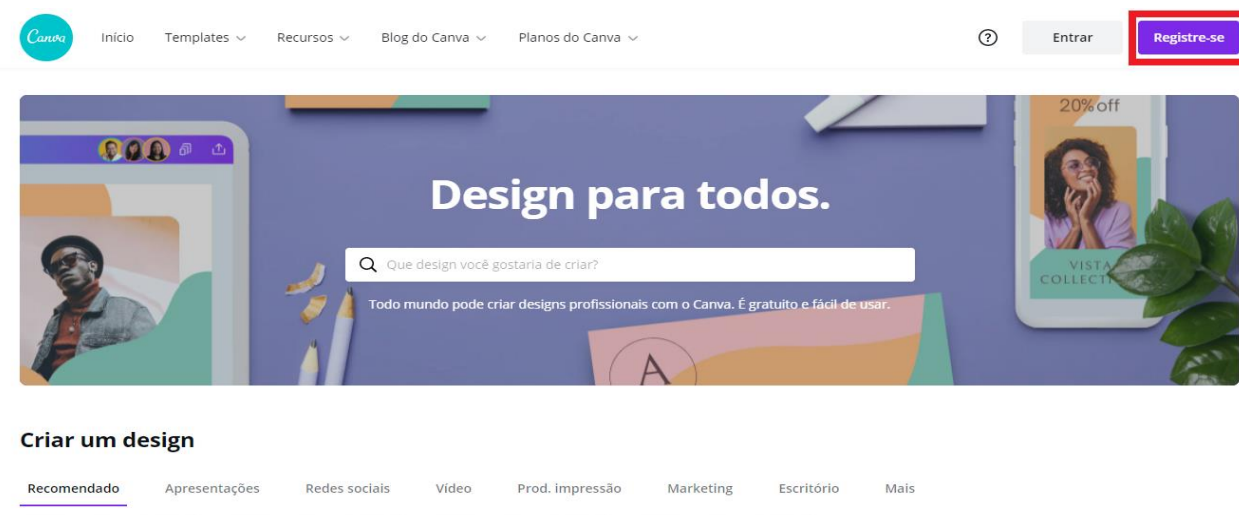 Canva
Início Templates Recursos Blog do Canva Planos do Canva ? Entrar Registre-se
20% off
Design para todos.
Que design você gostaria de criar?
VISTA
Todo mundo pode criar designs profissionais com o Canva. É gratuito e fácil de usar.
A
Criar um design
Recomendado Apresentações Redes sociais Vídeo Prod. impressão Marketing Escritório Mais